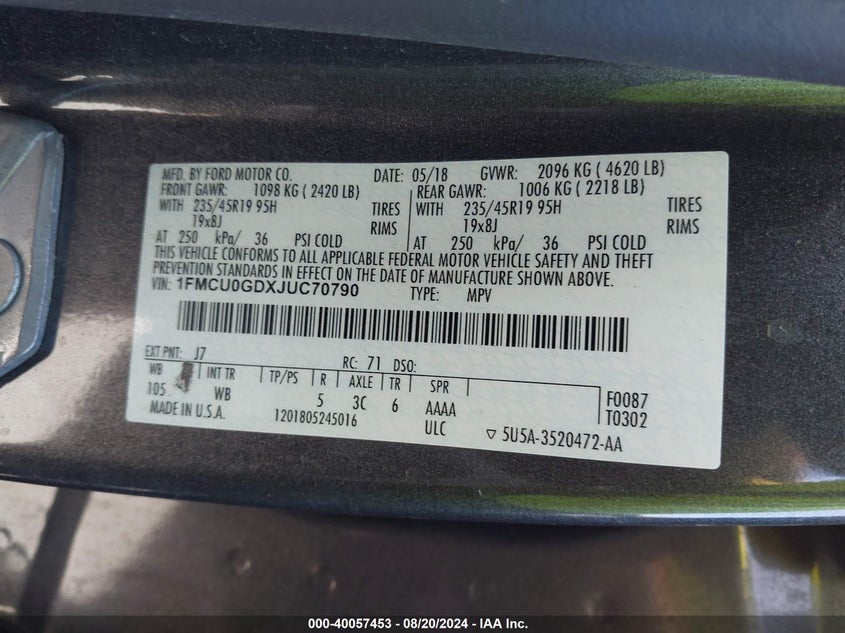 MFD. BY FORD MOTOR CO. DATE: 05/18 GVWR: 2096 KG ( 4620 LB)
FRONT GAWR: 1098 KG ( 2420 LB) REAR GAWR: 1006 KG ( 2218 LB)
WITH 235/45R19 95H TIRES WITH 235/45R19 95H TIRES
19x8J RIMS 19x8J RIMS
AT 250 kPa/ 36 PSI COLD AT 250 kPa/ 36 PSI COLD
THIS VEHICLE CONFORMS TO ALL APPLICABLE FEDERAL MOTOR VEHICLE SAFETY AND THEFT
PREVENTION STANDARDS IN EFFECT ON THE DATE OF MANUFACTURE SHOWN ABOVE.
VIN: 1FMCU0GDXJUC70790 TYPE: MPV
EXT PNT: J7 RC: 71 DSO:
WB INT TR TP/PS R AXLE TR SPR
105 WB 5 3C 6 AAAA F0087
MADE IN U.S.A. 1201805245016 ULC T0302
▽ 5U5A-3520472-AA
000-40057453 - 08/20/2024 - IAA Inc.